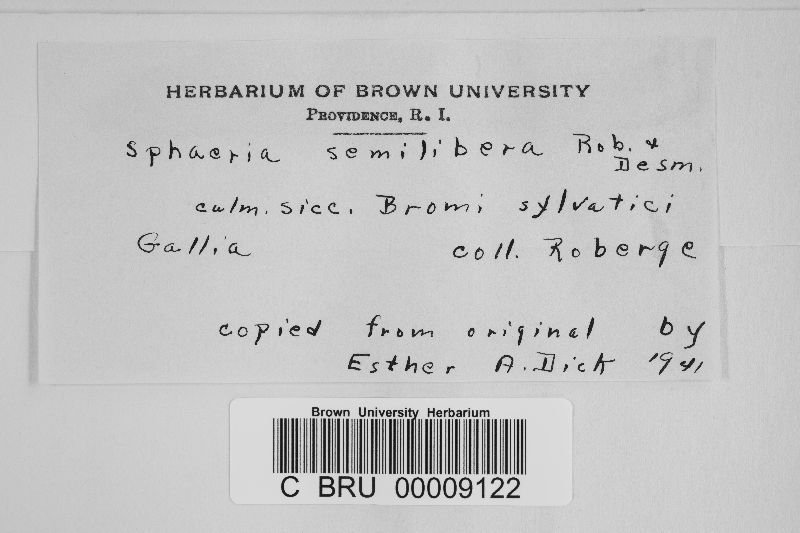 HERBARIUM OF BROWN UNIVERSITY
PROVIDENCE, R. I.
Sphaeria semilibera Rob. &
Desm.
culm. sicc. Bromi sylvatici
Gallia coll. Roberge
copied from original by
Esther A. Dick 1941
Brown University Herbarium
C BRU 00009122